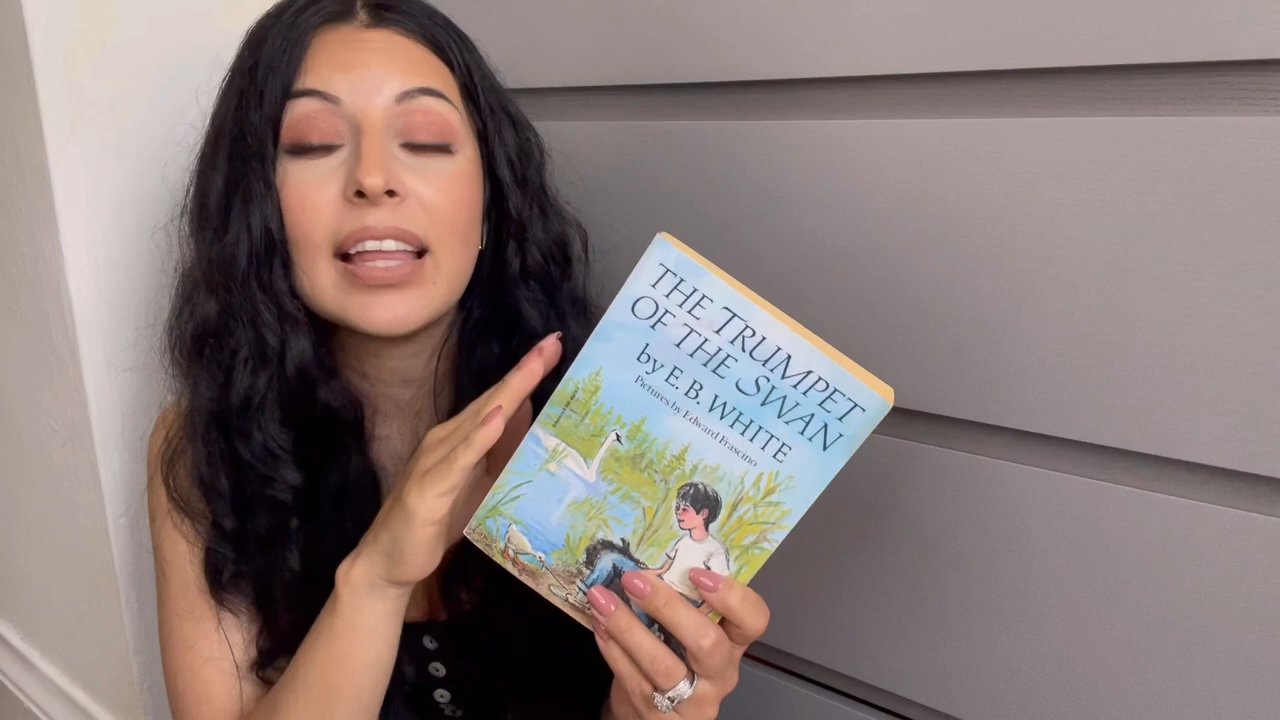 THE TRUMPET
OF THE SWAN
by E. B. WHITE
Pictures by Edward Frascino